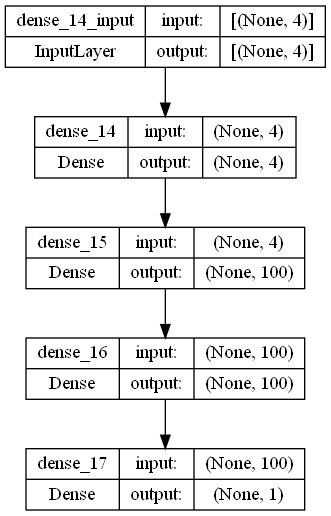 dense_14_input input: [(None, 4)]
InputLayer output: [(None, 4)]
dense_14 input: (None, 4)
Dense output: (None, 4)
dense_15 input: (None, 4)
Dense output: (None, 100)
dense_16 input: (None, 100)
Dense output: (None, 100)
dense_17 input: (None, 100)
Dense output: (None, 1)